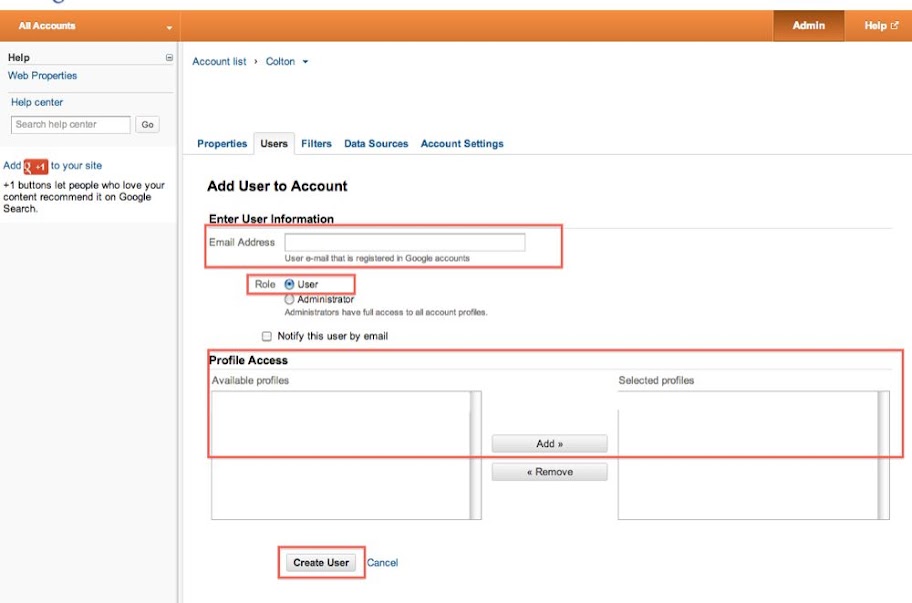 All Accounts
Admin
Help
Help
Web Properties
Help center
Search help center
Go
Add +1 to your site
+1 buttons let people who love your
content recommend it on Google
Search.
Account list › Colton
Properties Users Filters Data Sources Account Settings
Add User to Account
Enter User Information
Email Address
User e-mail that is registered in Google accounts
Role User
Administrator
Administrators have full access to all account profiles.
Notify this user by email
Profile Access
Available profiles
Selected profiles
Add »
« Remove
Create User Cancel